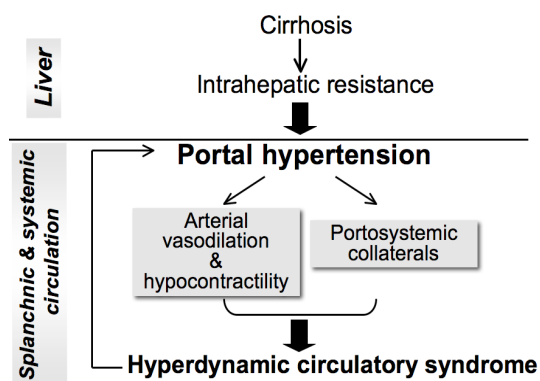 Cirrhosis
Liver
Intrahepatic resistance
Portal hypertension
Splanchnic & systemic
circulation
Arterial
vasodilation
&
hypocontractility
Portosystemic
collaterals
Hyperdynamic circulatory syndrome